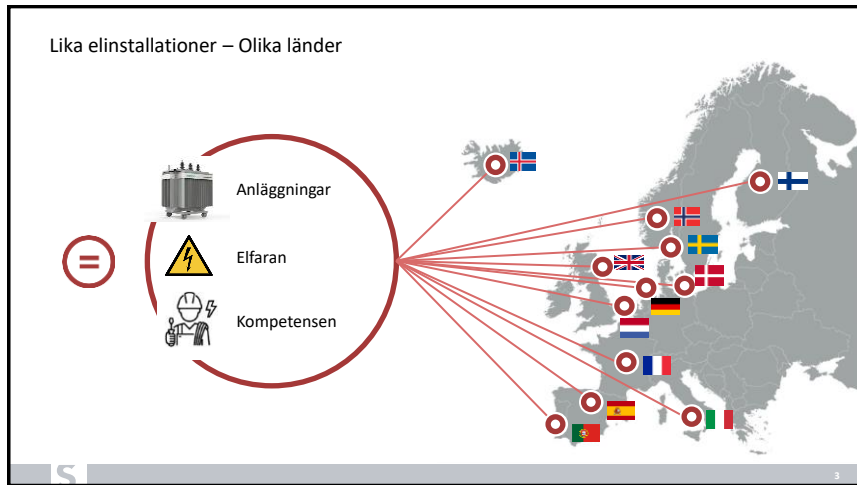 Lika elinstallationer – Olika länder
Anläggningar
Elfaran
Kompetensen
=
S
3